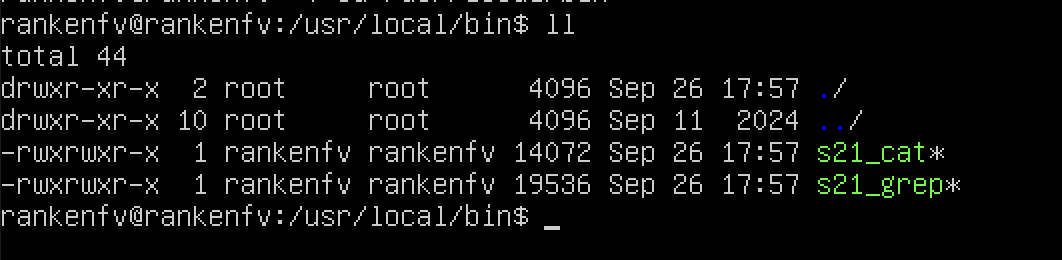 rankenfv@rankenfv:/usr/local/bin$ ll
total 44
drwxr-xr-x  2 root     root      4096 Sep 26 17:57 ./
drwxr-xr-x 10 root     root      4096 Sep 11  2024 ../
-rwxrwxr-x  1 rankenfv rankenfv 14072 Sep 26 17:57 s21_cat*
-rwxrwxr-x  1 rankenfv rankenfv 19536 Sep 26 17:57 s21_grep*
rankenfv@rankenfv:/usr/local/bin$ _